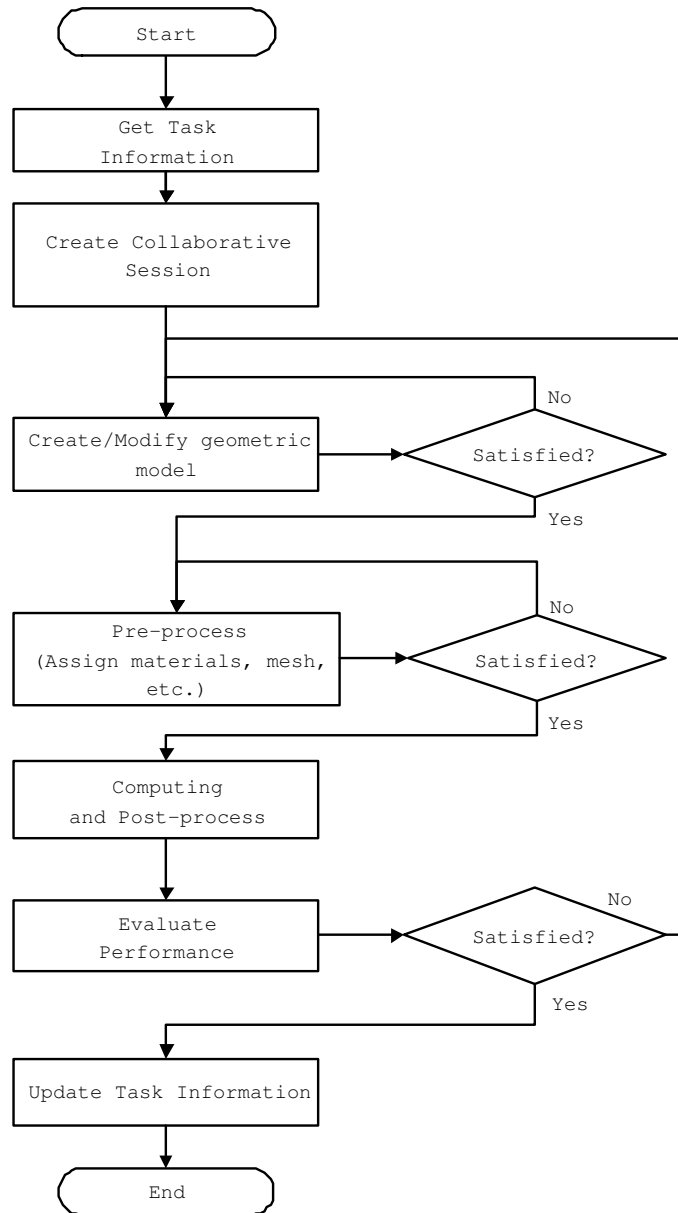 Start
Get Task
Information
Create Collaborative
Session
No
Create/Modify geometric
model
Satisfied?
Yes
No
Pre-process
(Assign materials, mesh,
etc.)
Satisfied?
Yes
Computing
and Post-process
No
Evaluate
Performance
Satisfied?
Yes
Update Task Information
End